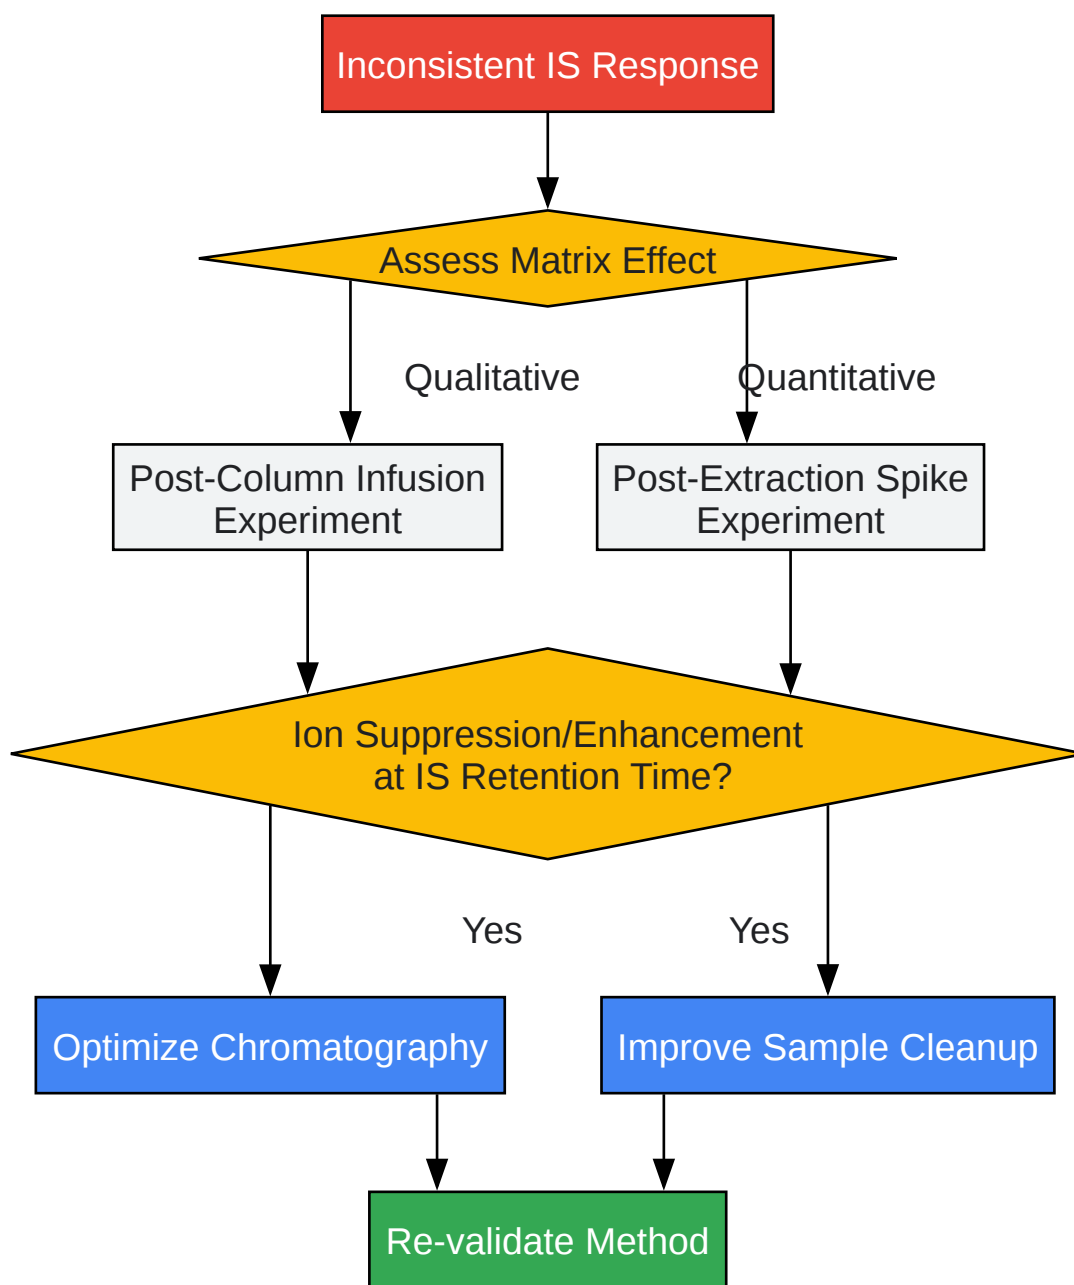 Inconsistent IS Response
Assess Matrix Effect
Qualitative
Quantitative
Post-Column Infusion
Experiment
Post-Extraction Spike
Experiment
Ion Suppression/Enhancement
at IS Retention Time?
Yes
Yes
Optimize Chromatography
Improve Sample Cleanup
Re-validate Method